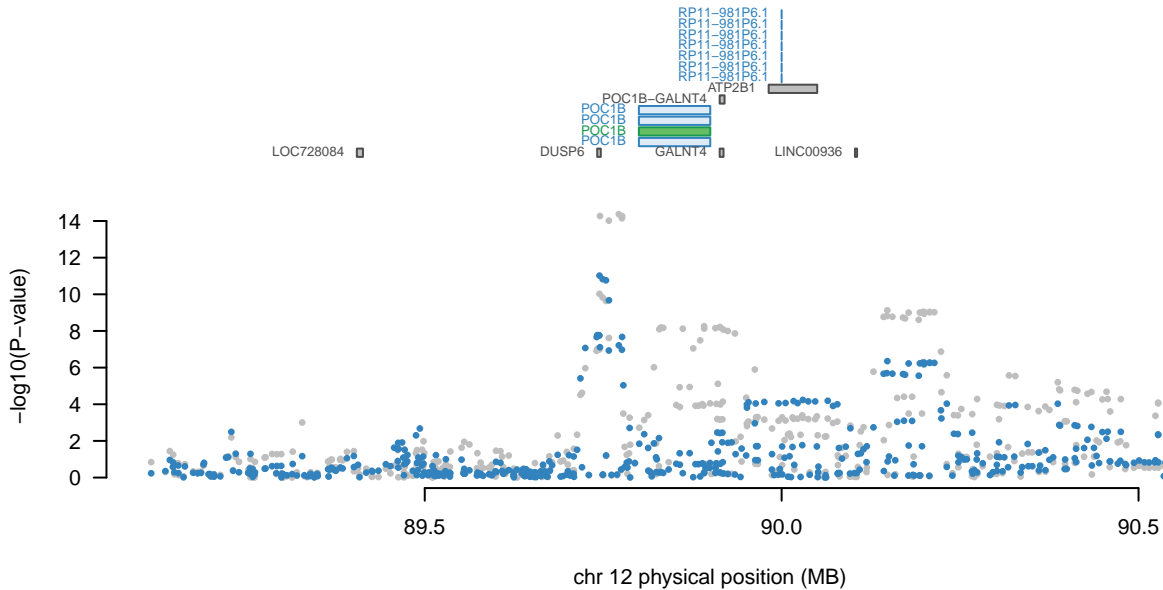 RP11−981P6.1
RP11−981P6.1
RP11−981P6.1
RP11−981P6.1
RP11−981P6.1
RP11−981P6.1
RP11−981P6.1
ATP2B1
POC1B−GALNT4
POC1B
POC1B
POC1B
POC1B
LOC728084 DUSP6 GALNT4 LINC00936
14
12
10
8
6
4
2
0
−log10(P−value)
89.5 90.0 90.5
chr 12 physical position (MB)